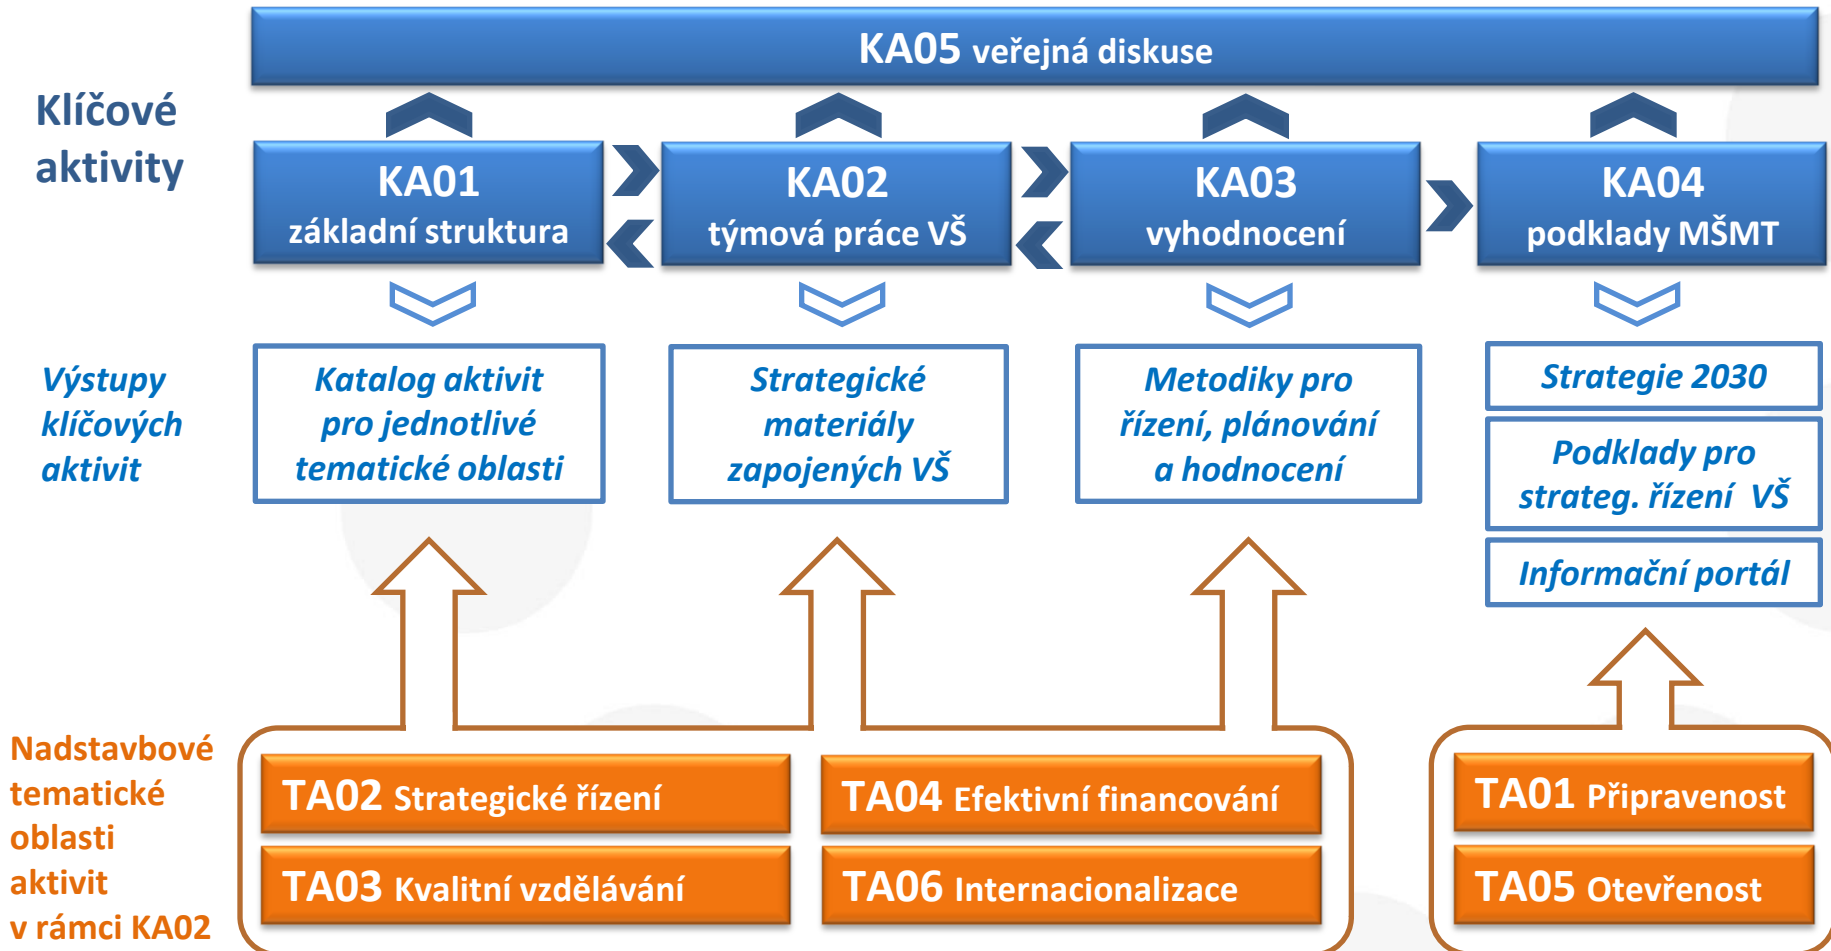 KA05 veřejná diskuse
Klíčové
aktivity
KA01
základní struktura
KA02
týmová práce VŠ
KA03
vyhodnocení
KA04
podklady MŠMT
Výstupy
klíčových
aktivit
Katalog aktivit
pro jednotlivé
tematické oblasti
Strategické
materiály
zapojených VŠ
Metodiky pro
řízení, plánování
a hodnocení
Strategie 2030
Podklady pro
strateg. řízení VŠ
Informační portál
Nadstavbové
tematické
oblasti
aktivit
v rámci KA02
TA02 Strategické řízení
TA03 Kvalitní vzdělávání
TA04 Efektivní financování
TA06 Internacionalizace
TA01 Připravenost
TA05 Otevřenost